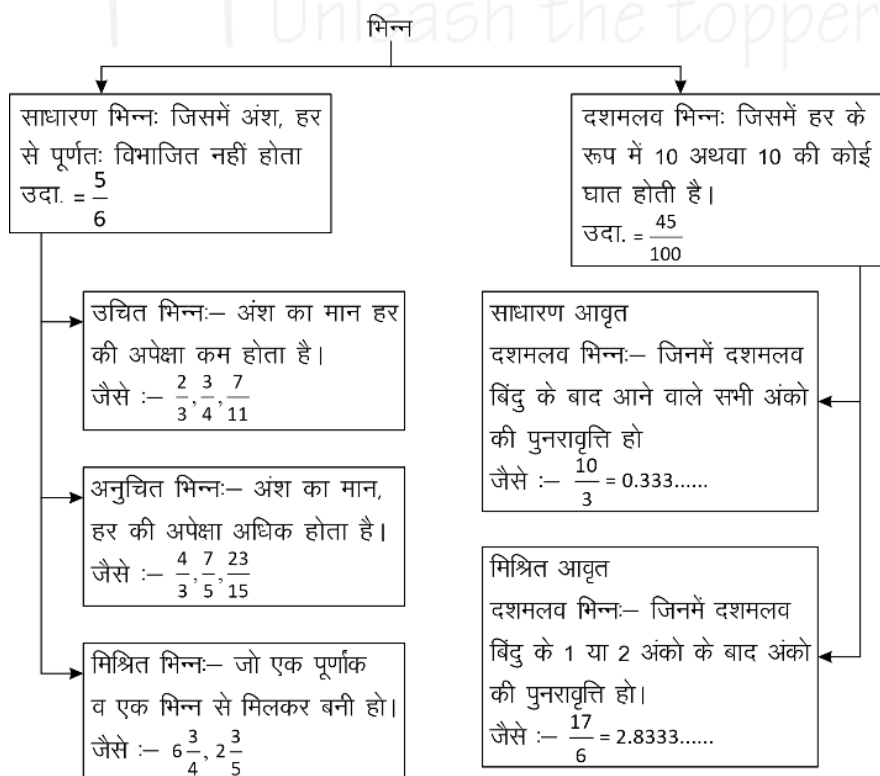 Unleash the topper
भिन्न
साधारण भिन्नः जिसमें अंश, हर
से पूर्णतः विभाजित नहीं होता
उदा. = 5/6
दशमलव भिन्नः जिसमें हर के
रूप में 10 अथवा 10 की कोई
घात होती है।
उदा. = 45/100
उचित भिन्नः– अंश का मान हर
की अपेक्षा कम होता है।
जैसे :– 2/3, 3/4, 7/11
अनुचित भिन्नः– अंश का मान,
हर की अपेक्षा अधिक होता है।
जैसे :– 4/3, 7/5, 23/15
मिश्रित भिन्नः– जो एक पूर्णांक
व एक भिन्न से मिलकर बनी हो।
जैसे :– 6 3/4, 2 3/5
साधारण आवृत
दशमलव भिन्नः– जिनमें दशमलव
बिंदु के बाद आने वाले सभी अंको
की पुनरावृत्ति हो
जैसे :– 10/3 = 0.333......
मिश्रित आवृत
दशमलव भिन्नः– जिनमें दशमलव
बिंदु के 1 या 2 अंको के बाद अंको
की पुनरावृत्ति हो।
जैसे :– 17/6 = 2.8333......